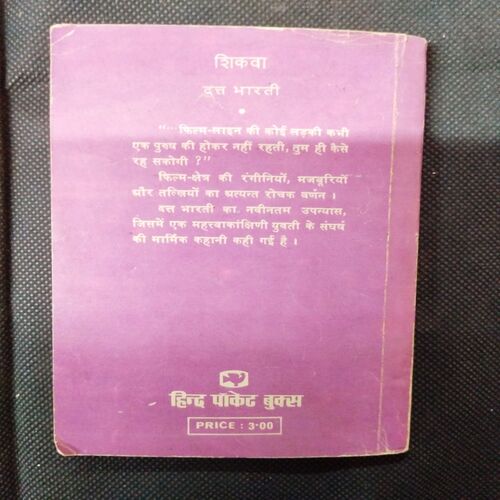 शिकवा
दत्त भारती
"···फिल्म-लाइन की कोई लड़की कभी
एक पुरुष की होकर नहीं रहती, तुम ही कैसे
रह सकोगी ?"
फिल्म-क्षेत्र की रंगीनियों, मजबूरियों
और तल्खियों का अत्यन्त रोचक वर्णन ।
दत्त भारती का नवीनतम उपन्यास,
जिसमें एक महत्त्वाकांक्षिणी युवती के संघर्ष
की मार्मिक कहानी कही गई है ।
हिन्द पॉकेट बुक्स
PRICE : 3·00